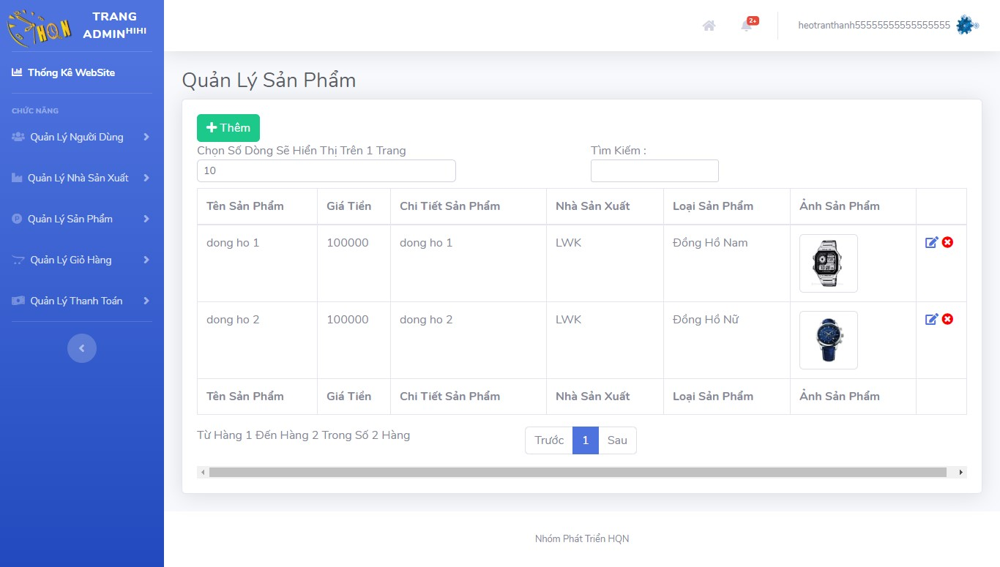 HQN
TRANG
ADMINHIHI
Thống Kê WebSite
CHỨC NĂNG
Quản Lý Người Dùng
Quản Lý Nhà Sản Xuất
Quản Lý Sản Phẩm
Quản Lý Giỏ Hàng
Quản Lý Thanh Toán
2+
heotranthanh55555555555555555
Quản Lý Sản Phẩm
Thêm
Chọn Số Dòng Sẽ Hiển Thị Trên 1 Trang
10
Tìm Kiếm :
Tên Sản Phẩm Giá Tiền Chi Tiết Sản Phẩm Nhà Sản Xuất Loại Sản Phẩm Ảnh Sản Phẩm
dong ho 1 100000 dong ho 1 LWK Đồng Hồ Nam
dong ho 2 100000 dong ho 2 LWK Đồng Hồ Nữ
Tên Sản Phẩm Giá Tiền Chi Tiết Sản Phẩm Nhà Sản Xuất Loại Sản Phẩm Ảnh Sản Phẩm
Từ Hàng 1 Đến Hàng 2 Trong Số 2 Hàng
Trước 1 Sau
Nhóm Phát Triển HQN